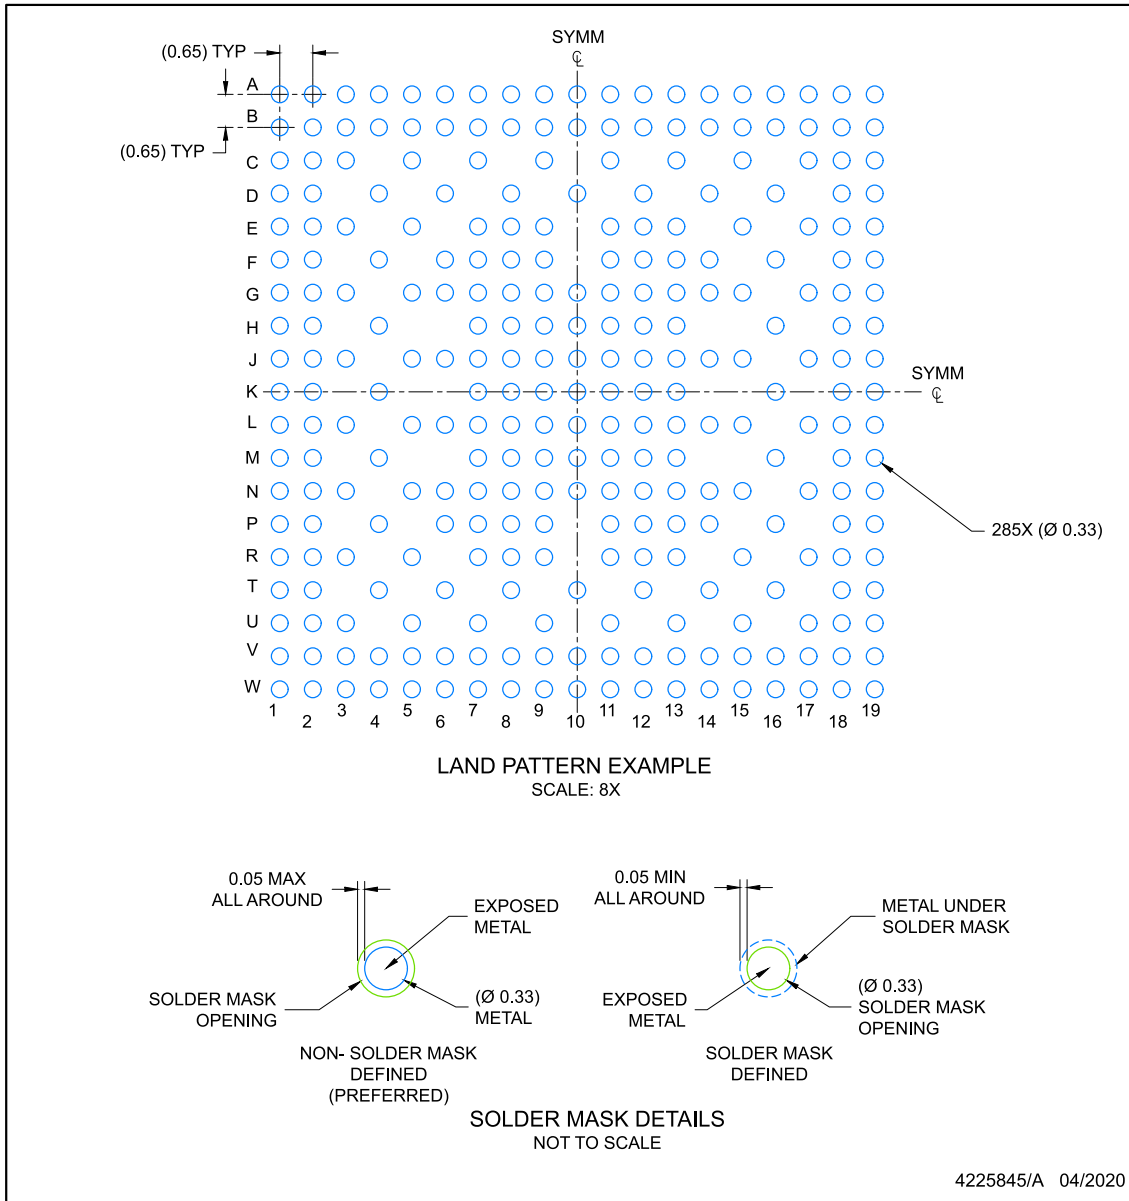 SYMM
℄
(0.65) TYP
A
B
(0.65) TYP
C
D
E
F
G
H
J
SYMM
℄
K
L
M
N
285X (Ø 0.33)
P
R
T
U
V
W
1 2 3 4 5 6 7 8 9 10 11 12 13 14 15 16 17 18 19
LAND PATTERN EXAMPLE
SCALE: 8X
0.05 MAX
ALL AROUND
EXPOSED
METAL
SOLDER MASK
OPENING
(Ø 0.33)
METAL
NON- SOLDER MASK
DEFINED
(PREFERRED)
0.05 MIN
ALL AROUND
METAL UNDER
SOLDER MASK
EXPOSED
METAL
(Ø 0.33)
SOLDER MASK
OPENING
SOLDER MASK
DEFINED
SOLDER MASK DETAILS
NOT TO SCALE
4225845/A 04/2020